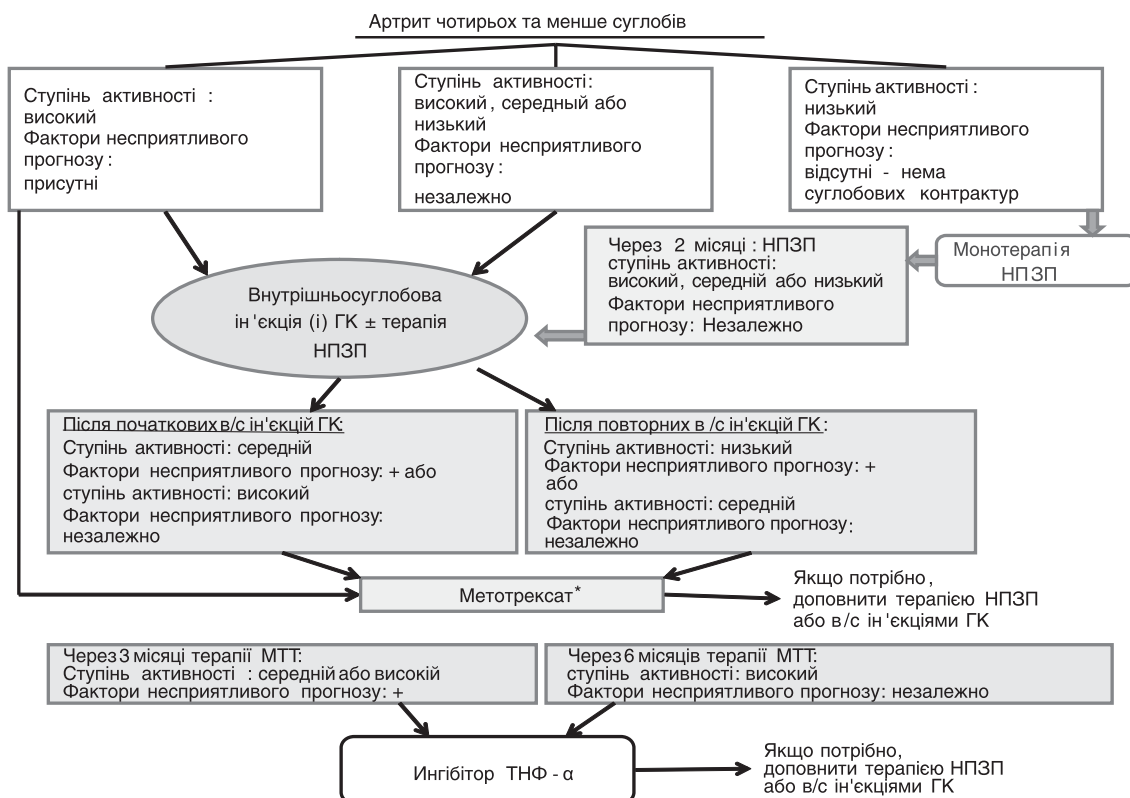 Артрит чотирьох та менше суглобів
Ступінь активності :
високий
Фактори несприятливого
прогнозу :
присутні
Ступінь активності:
високий, середный або
низький
Фактори несприятливого
прогнозу :
незалежно
Ступінь активності :
низький
Фактори несприятливого
прогнозу :
відсутні - нема
суглобових контрактур
Монотерапія
НПЗП
Через 2 місяці : НПЗП
ступінь активності:
високий, середній або низький
Фактори несприятливого
прогнозу: Незалежно
Внутрішньосуглобова
ін'єкція (і) ГК ± терапія
НПЗП
Після початкових в/с ін'єкцій ГК:
Ступінь активності: середній
Фактори несприятливого прогнозу: + або
ступінь активності: високий
Фактори несприятливого прогнозу:
незалежно
Після повторних в /с ін'єкцій ГК :
Ступінь активності: низький
Фактори несприятливого прогнозу: +
або
ступінь активності: середній
Фактори несприятливого прогнозу:
незалежно
Метотрексат*
Якщо потрібно,
доповнити терапією НПЗП
або в/с ін'єкціями ГК
Через 3 місяці терапії МТТ:
Ступінь активності : середній або високій
Фактори несприятливого прогнозу: +
Через 6 місяців терапії МТТ:
ступінь активності: високий
Фактори несприятливого прогнозу: незалежно
Ингібітор ТНФ - α
Якщо потрібно,
доповнити терапією НПЗП
або в/с ін'єкціями ГК